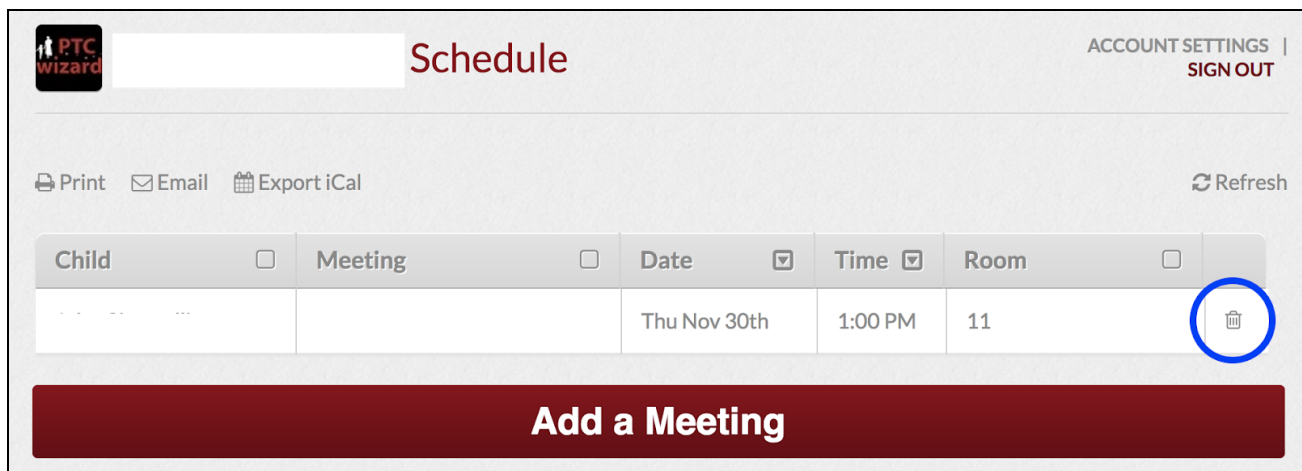 PTC
wizard
Schedule
ACCOUNT SETTINGS |
SIGN OUT
Print Email Export iCal Refresh
Child Meeting Date Time Room
Thu Nov 30th 1:00 PM 11
Add a Meeting